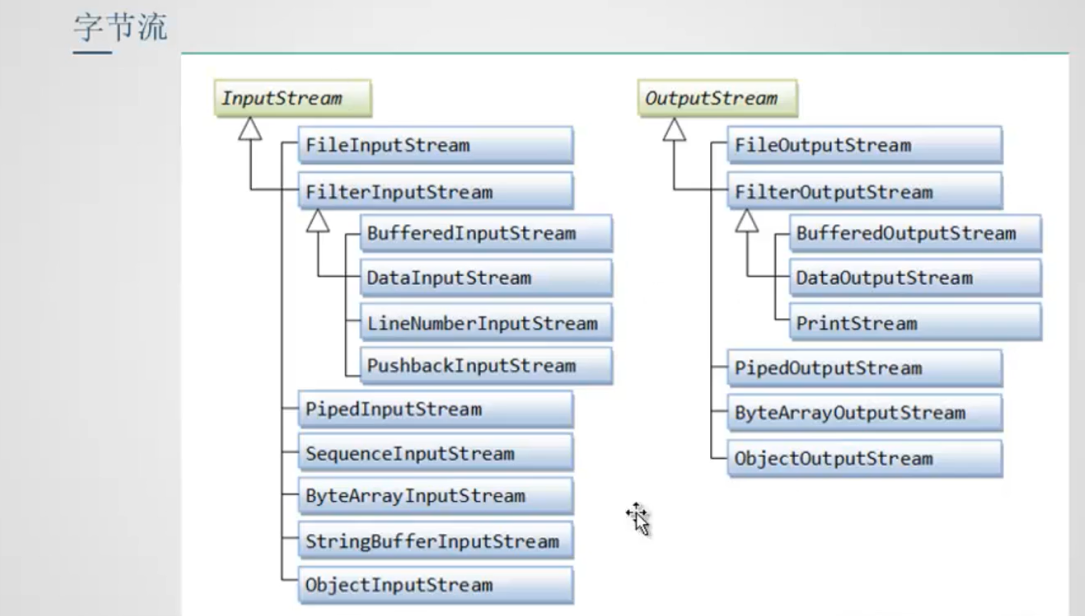 字节流
InputStream
FileInputStream
FilterInputStream
BufferedInputStream
DataInputStream
LineNumberInputStream
PushbackInputStream
PipedInputStream
SequenceInputStream
ByteArrayInputStream
StringBufferInputStream
ObjectInputStream
OutputStream
FileOutputStream
FilterOutputStream
BufferedOutputStream
DataOutputStream
PrintStream
PipedOutputStream
ByteArrayOutputStream
ObjectOutputStream